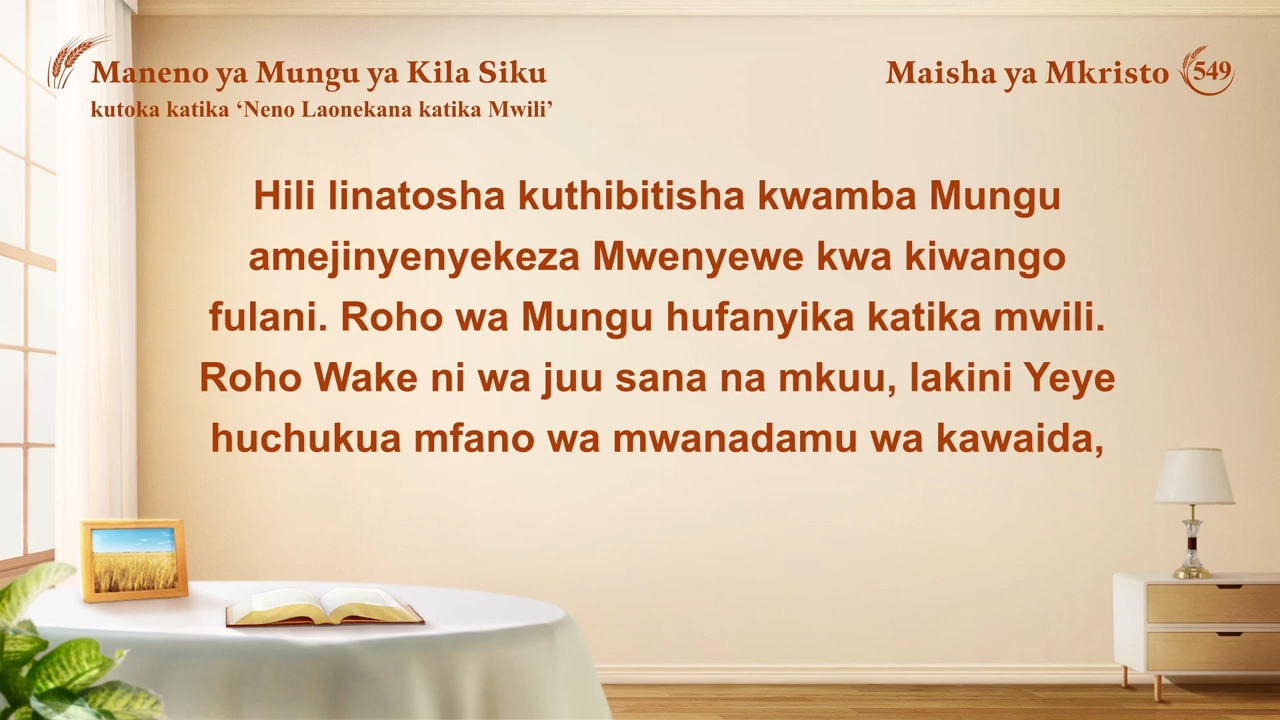 Maneno ya Mungu ya Kila Siku
kutoka katika ‘Neno Laonekana katika Mwili’
Maisha ya Mkristo 549
Hili linatosha kuthibitisha kwamba Mungu
amejinyenyekeza Mwenyewe kwa kiwango
fulani. Roho wa Mungu hufanyika katika mwili.
Roho Wake ni wa juu sana na mkuu, lakini Yeye
huchukua mfano wa mwanadamu wa kawaida,